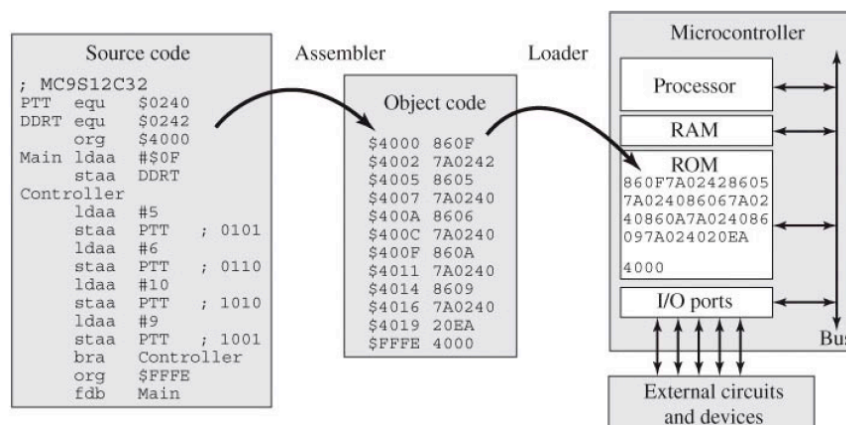 Source code
; MC9S12C32
PTT equ $0240
DDRT equ $0242
org $4000
Main ldaa #$0F
staa DDRT
Controller
ldaa #5
staa PTT ; 0101
ldaa #6
staa PTT ; 0110
ldaa #10
staa PTT ; 1010
ldaa #9
staa PTT ; 1001
bra Controller
org $FFFE
fdb Main
Assembler
Object code
$4000 860F
$4002 7A0242
$4005 8605
$4007 7A0240
$400A 8606
$400C 7A0240
$400F 860A
$4011 7A0240
$4014 8609
$4016 7A0240
$4019 20EA
$FFFE 4000
Loader
Microcontroller
Processor
RAM
ROM
860F7A02428605
7A024086067A02
40860A7A024086
097A024020EA
4000
I/O ports
Bus
External circuits
and devices